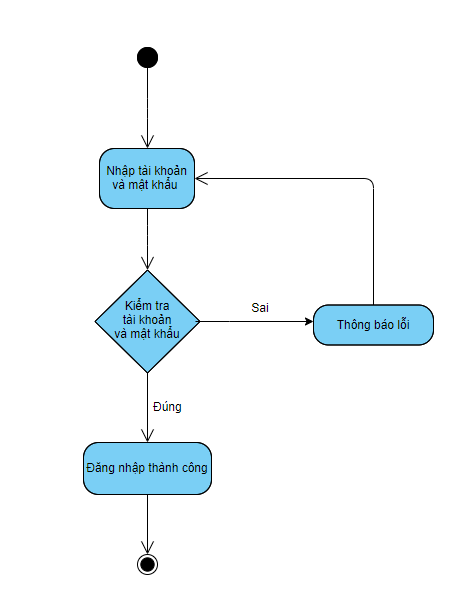 Nhập tài khoản
và mật khẩu
Kiểm tra
tài khoản
và mật khẩu
Sai
Thông báo lỗi
Đúng
Đăng nhập thành công